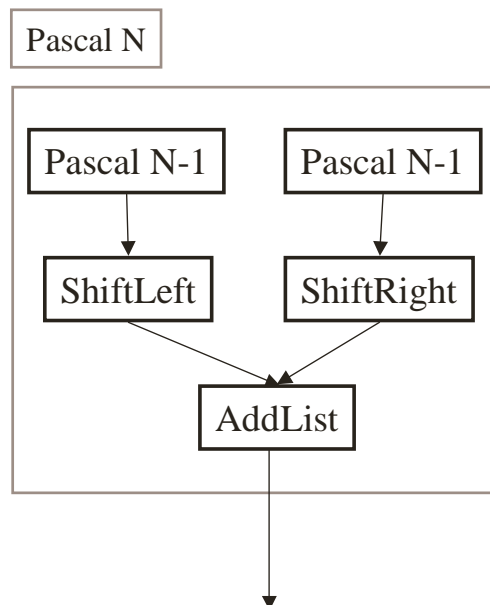 Pascal N
Pascal N-1
Pascal N-1
ShiftLeft
ShiftRight
AddList